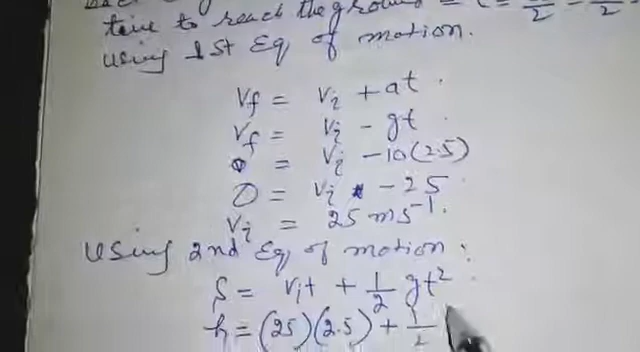 time to reach the ground = t =
using 1st Eq of motion.
Vf = Vi + at
Vf = Vi - gt
0 = Vi - 10(2.5)
0 = Vi - 25
Vi = 25 ms⁻¹.
Using 2nd Eq of motion:
S = Vit + 1/2 gt²
h = (25)(2.5) + 1/2